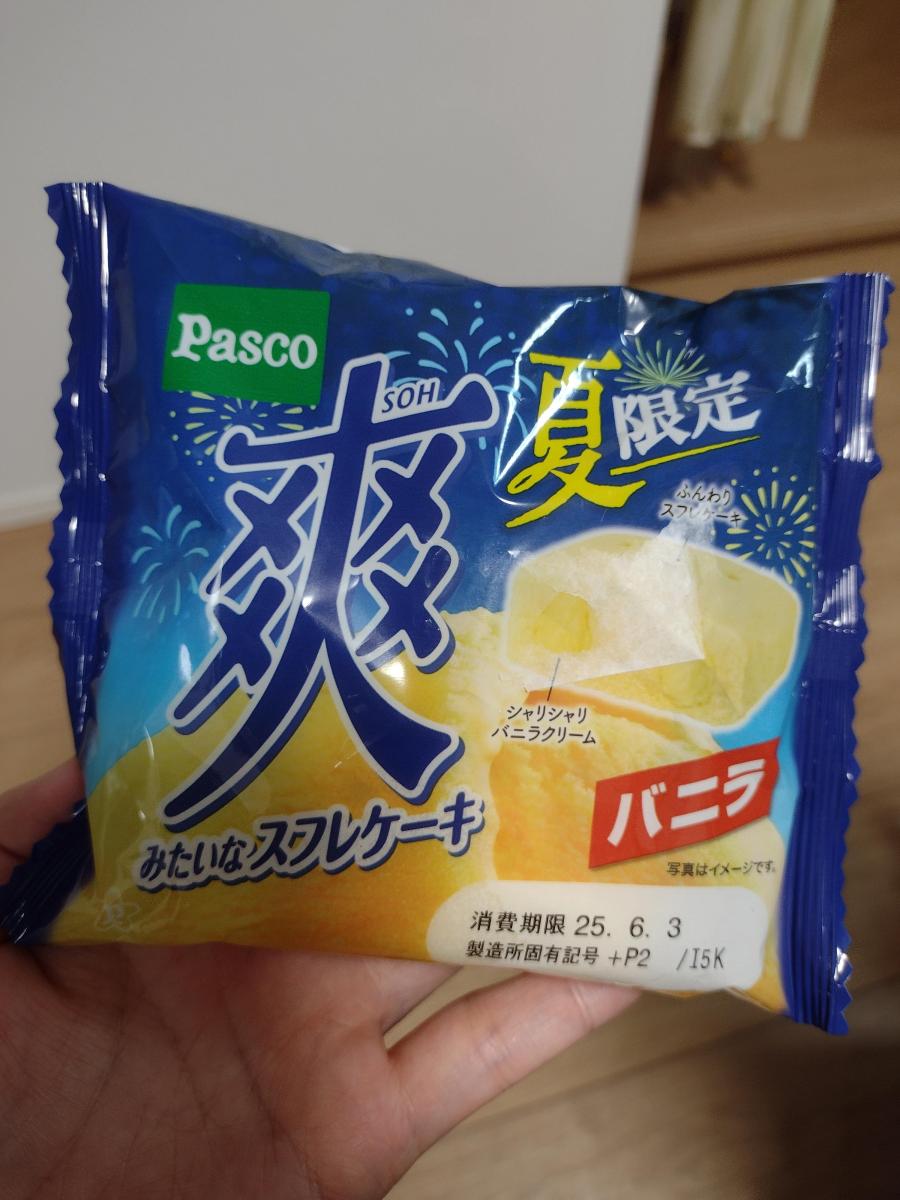 Pasco
SOH
爽
みたいなスフレケーキ
夏限定
ふんわり
スフレケーキ
シャリシャリ
バニラクリーム
バニラ
写真はイメージです。
消費期限 25. 6. 3
製造所固有記号 +P2 /I5K